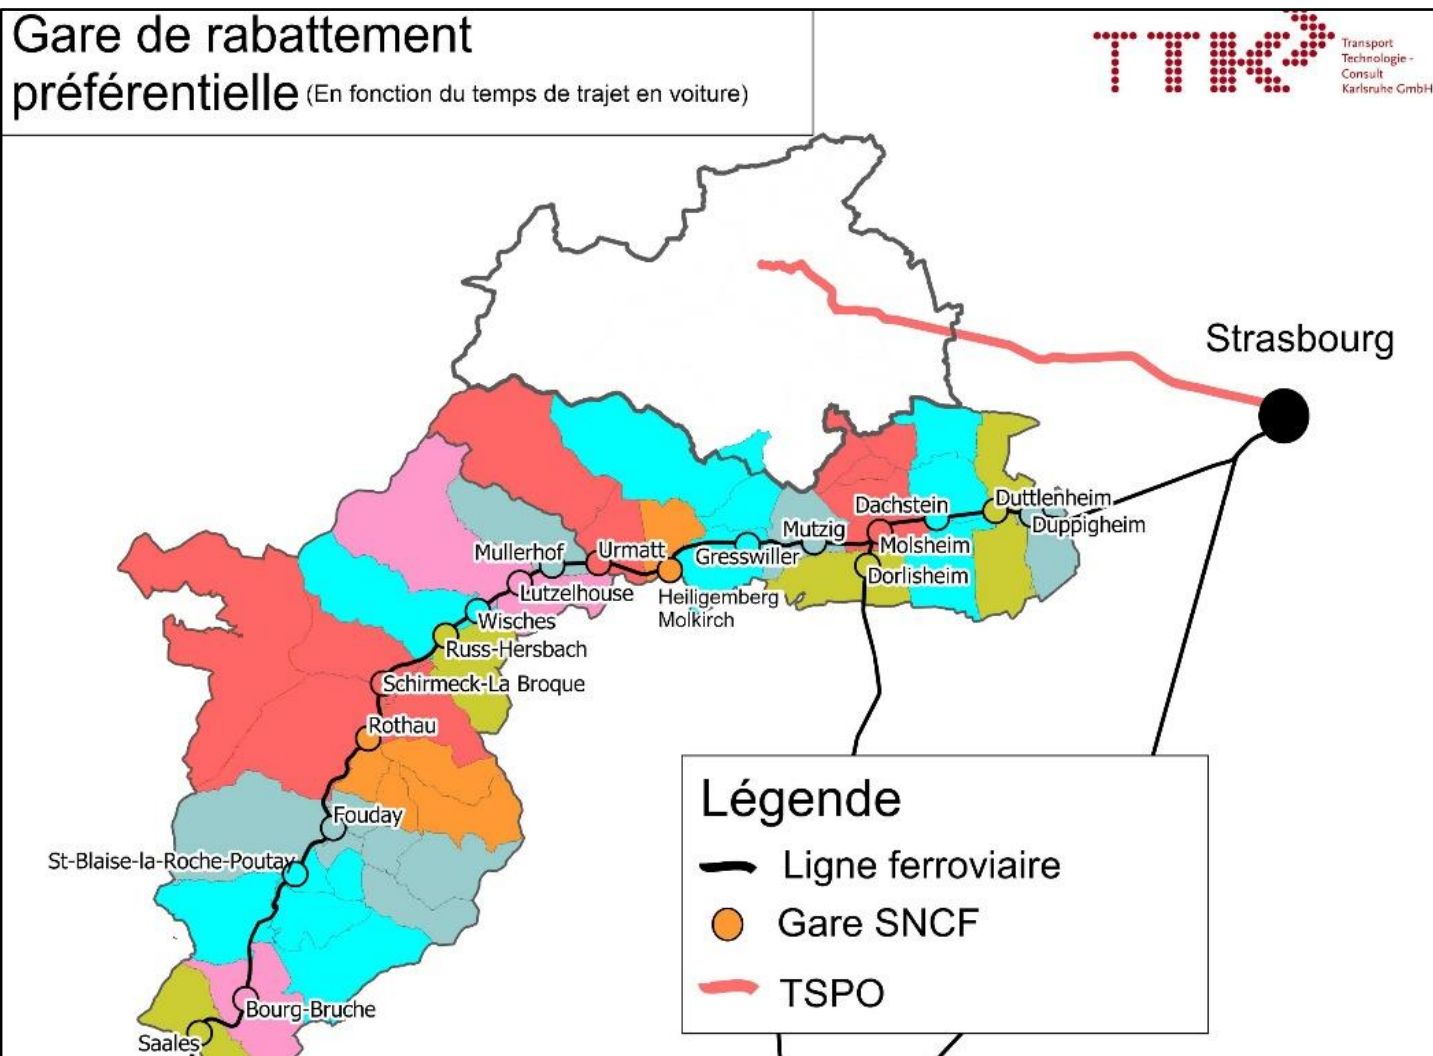 Gare de rabattement
préférentielle (En fonction du temps de trajet en voiture)
TTK
Transport
Technologie -
Consult
Karlsruhe GmbH
Strasbourg
Duttlenheim
Dachstein
Duppigheim
Mutzig
Molsheim
Urmatt
Mullerhof
Gresswiller
Dorlisheim
Lutzelhouse
Heiligemberg
Molkirch
Wisches
Russ-Hersbach
Schirmeck-La Broque
Rothau
Fouday
St-Blaise-la-Roche-Poutay
Bourg-Bruche
Saales
Légende
Ligne ferroviaire
Gare SNCF
TSPO